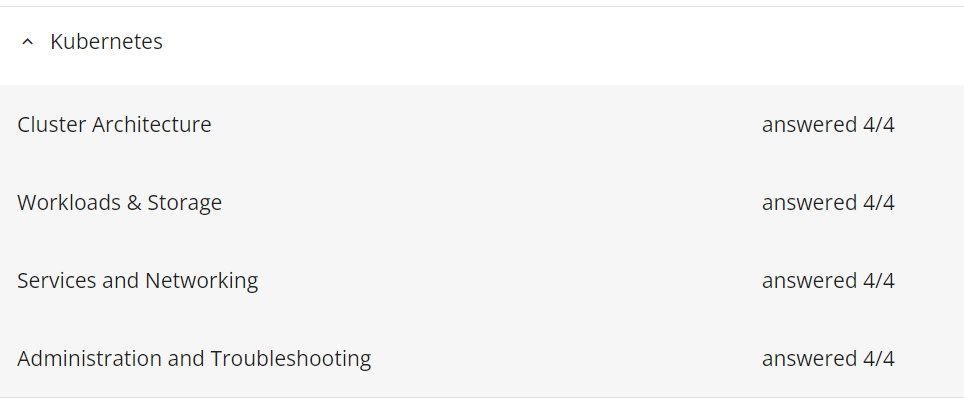 Kubernetes
Cluster Architecture answered 4/4
Workloads & Storage answered 4/4
Services and Networking answered 4/4
Administration and Troubleshooting answered 4/4